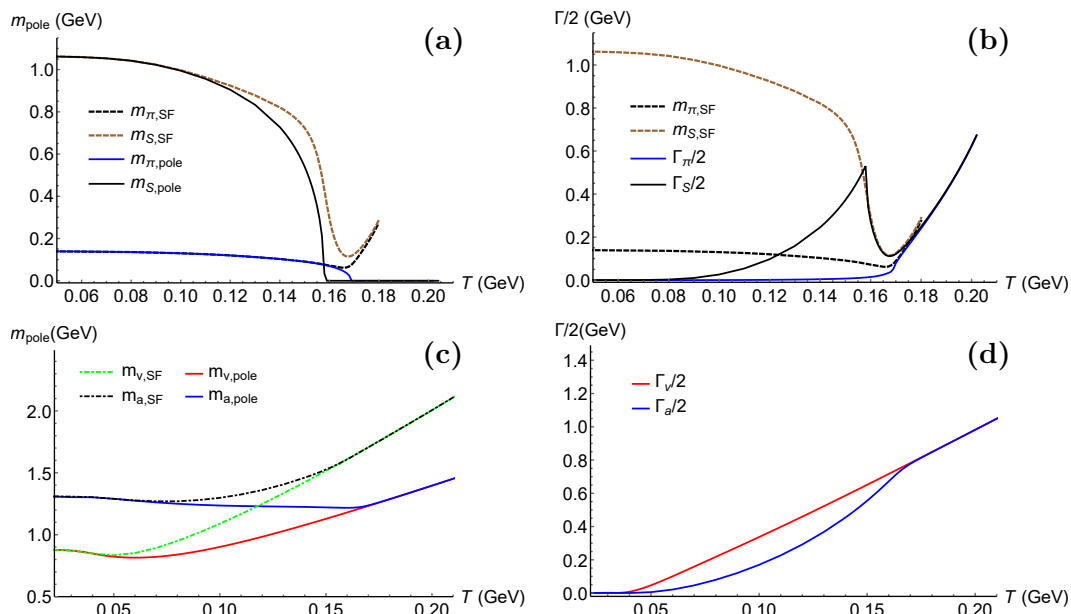 m_pole (GeV)
(a)
1.0
0.8
0.6
0.4
0.2
0.0
m_π,SF
m_S,SF
m_π,pole
m_S,pole
0.06 0.08 0.10 0.12 0.14 0.16 0.18 0.20
T (GeV)
Γ/2 (GeV)
(b)
1.0
0.8
0.6
0.4
0.2
0.0
m_π,SF
m_S,SF
Γ_π/2
Γ_S/2
0.06 0.08 0.10 0.12 0.14 0.16 0.18 0.20
T (GeV)
m_pole(GeV)
(c)
2.0
1.5
1.0
0.5
m_v,SF m_v,pole
m_a,SF m_a,pole
0.05 0.10 0.15 0.20
T (GeV)
Γ/2(GeV)
(d)
1.4
1.2
1.0
0.8
0.6
0.4
0.2
0.0
Γ_v/2
Γ_a/2
0.05 0.10 0.15 0.20
T (GeV)